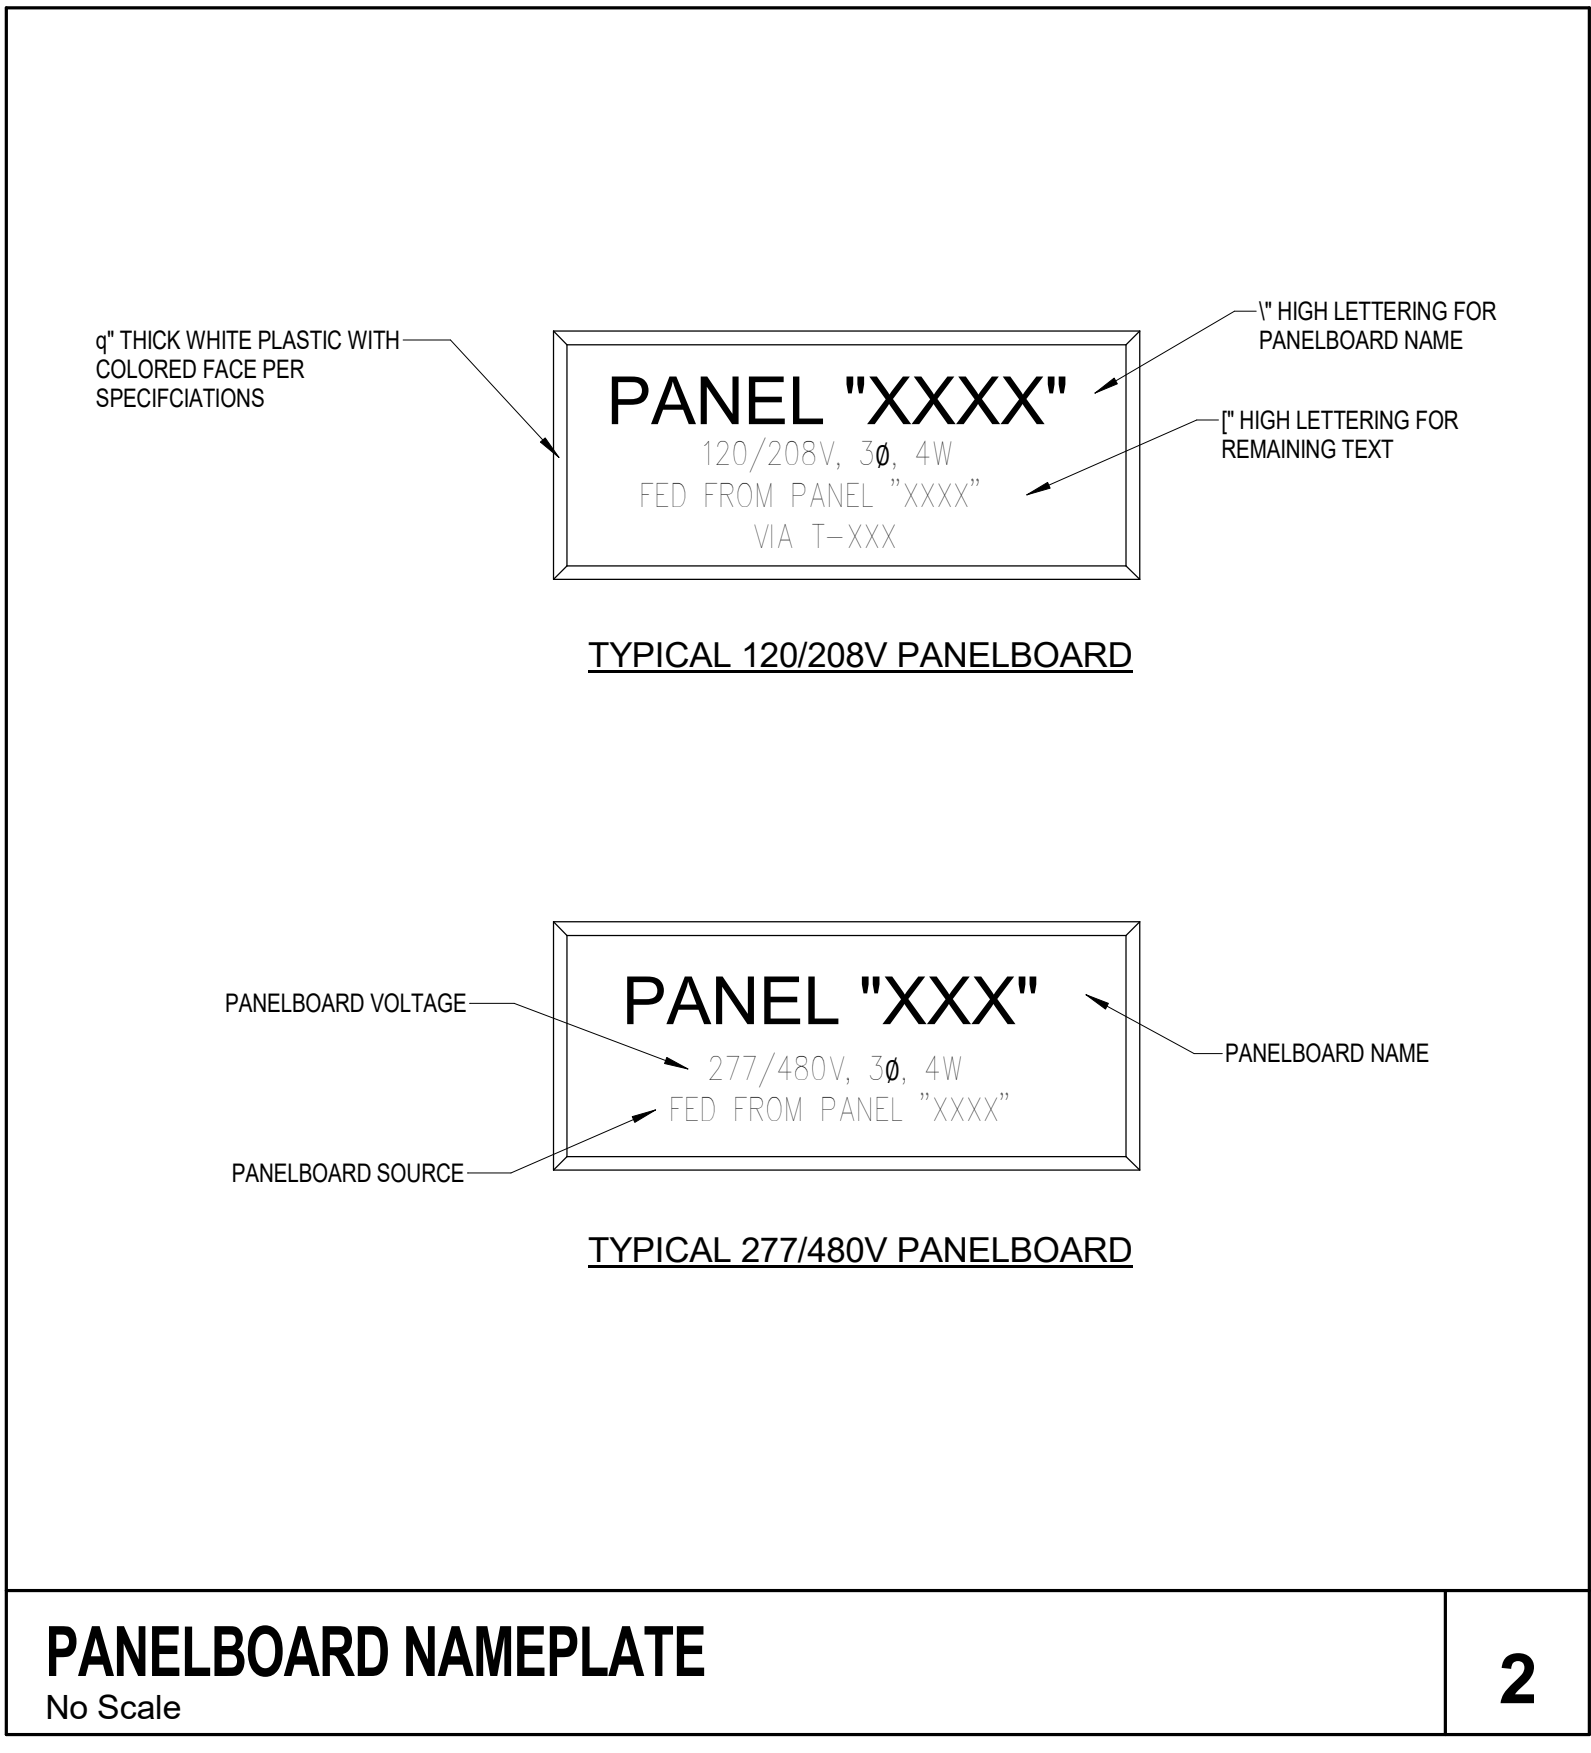 q" THICK WHITE PLASTIC WITH
COLORED FACE PER
SPECIFCIATIONS
\" HIGH LETTERING FOR
PANELBOARD NAME
[" HIGH LETTERING FOR
REMAINING TEXT
PANEL "XXXX"
120/208V, 3Ø, 4W
FED FROM PANEL "XXXX"
VIA T-XXX
TYPICAL 120/208V PANELBOARD
PANELBOARD VOLTAGE
PANELBOARD SOURCE
PANEL "XXX"
277/480V, 3Ø, 4W
FED FROM PANEL "XXXX"
PANELBOARD NAME
TYPICAL 277/480V PANELBOARD
PANELBOARD NAMEPLATE
No Scale
2